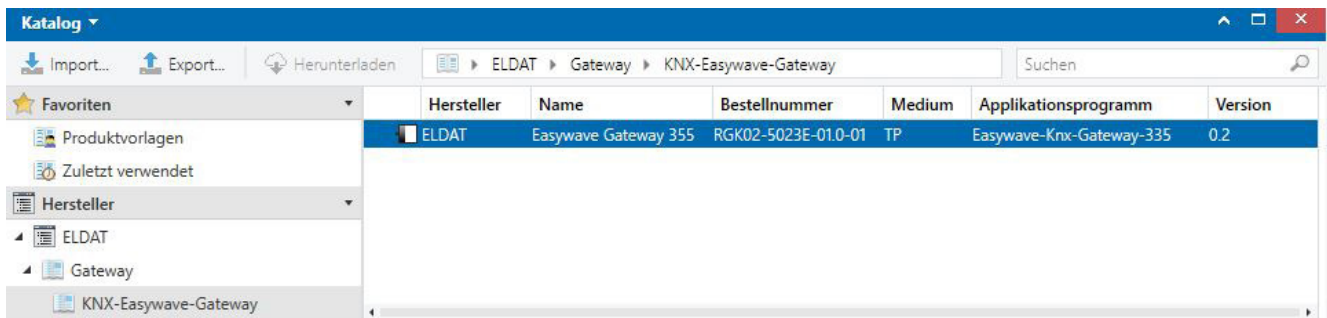 Katalog
Import... Export... Herunterladen ELDAT Gateway KNX-Easywave-Gateway Suchen
Favoriten Hersteller Name Bestellnummer Medium Applikationsprogramm Version
Produktvorlagen ELDAT Easywave Gateway 355 RGK02-5023E-01.0-01 TP Easywave-Knx-Gateway-335 0.2
Zuletzt verwendet
Hersteller
ELDAT
Gateway
KNX-Easywave-Gateway